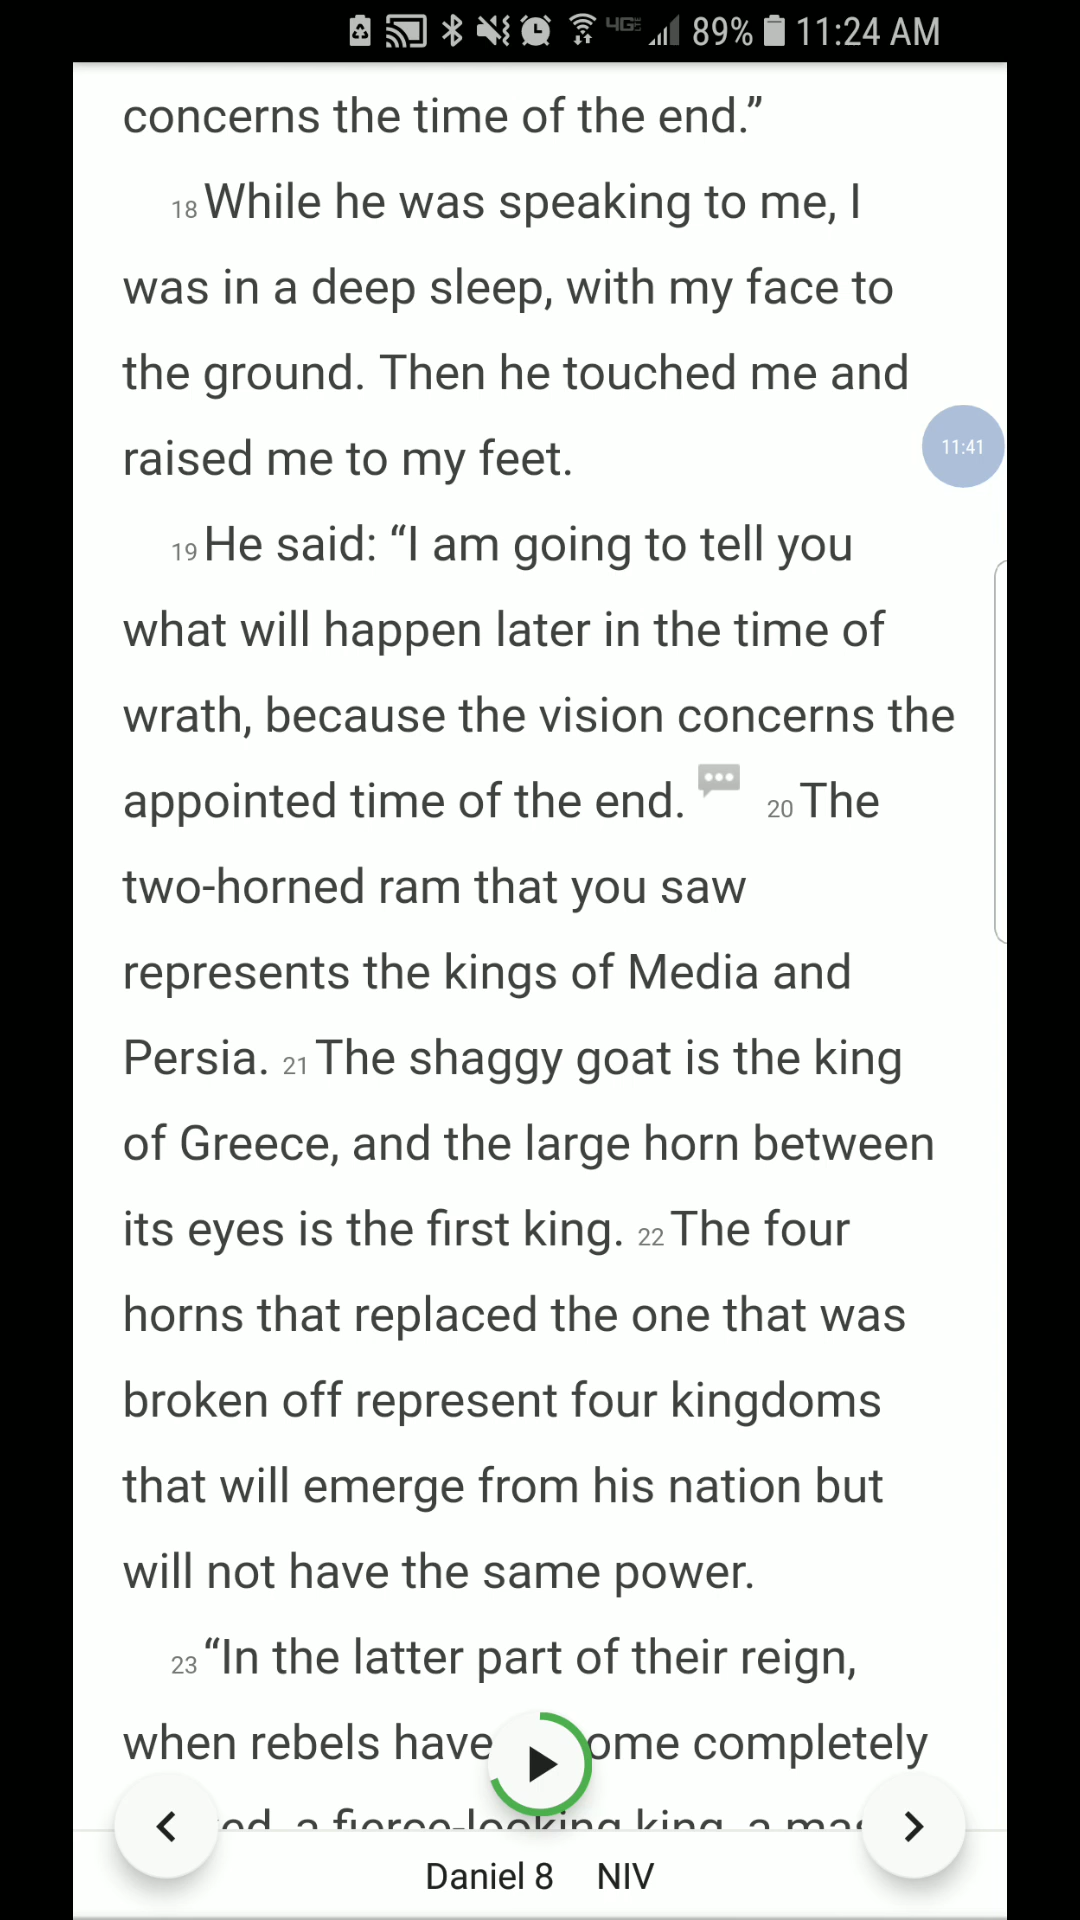 4G LTE 89% 11:24 AM
concerns the time of the end.”
18 While he was speaking to me, I
was in a deep sleep, with my face to
the ground. Then he touched me and
raised me to my feet.
11:41
19 He said: “I am going to tell you
what will happen later in the time of
wrath, because the vision concerns the
appointed time of the end. 20 The
two-horned ram that you saw
represents the kings of Media and
Persia. 21 The shaggy goat is the king
of Greece, and the large horn between
its eyes is the first king. 22 The four
horns that replaced the one that was
broken off represent four kingdoms
that will emerge from his nation but
will not have the same power.
23 “In the latter part of their reign,
when rebels have ome completely
ed, a fierce-looking king, a mas
Daniel 8 NIV